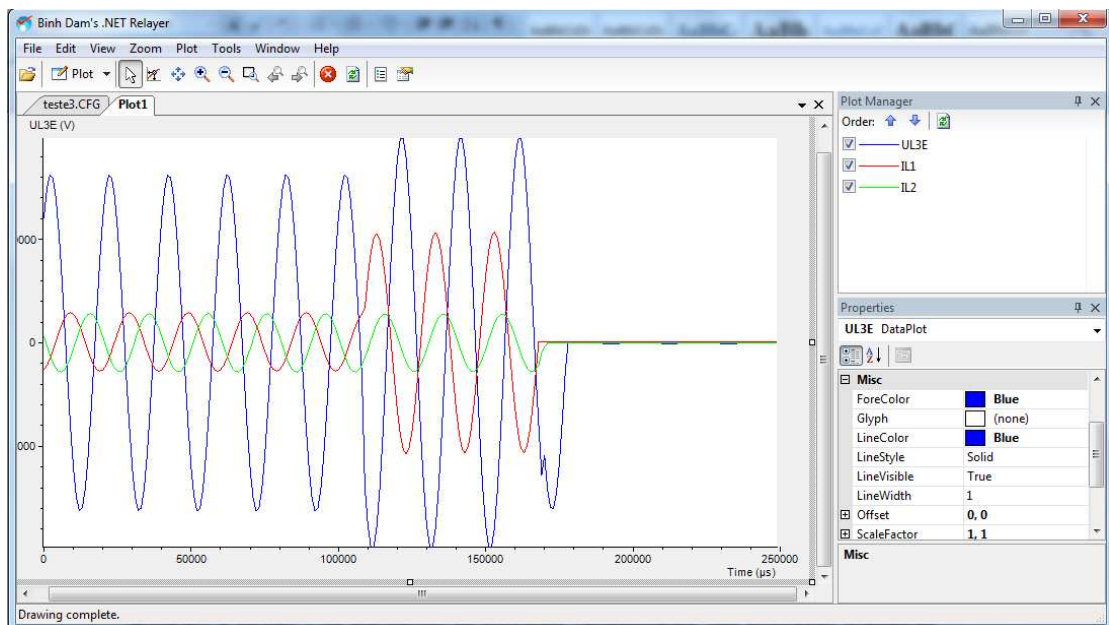 Binh Dam's .NET Relayer
File Edit View Zoom Plot Tools Window Help
Plot
teste3.CFG Plot1
UL3E (V)
000
0
000
0 50000 100000 150000 200000 250000
Time (µs)
Plot Manager
Order:
UL3E
IL1
IL2
Properties
UL3E DataPlot
Misc
ForeColor Blue
Glyph (none)
LineColor Blue
LineStyle Solid
LineVisible True
LineWidth 1
Offset 0, 0
ScaleFactor 1, 1
Misc
Drawing complete.